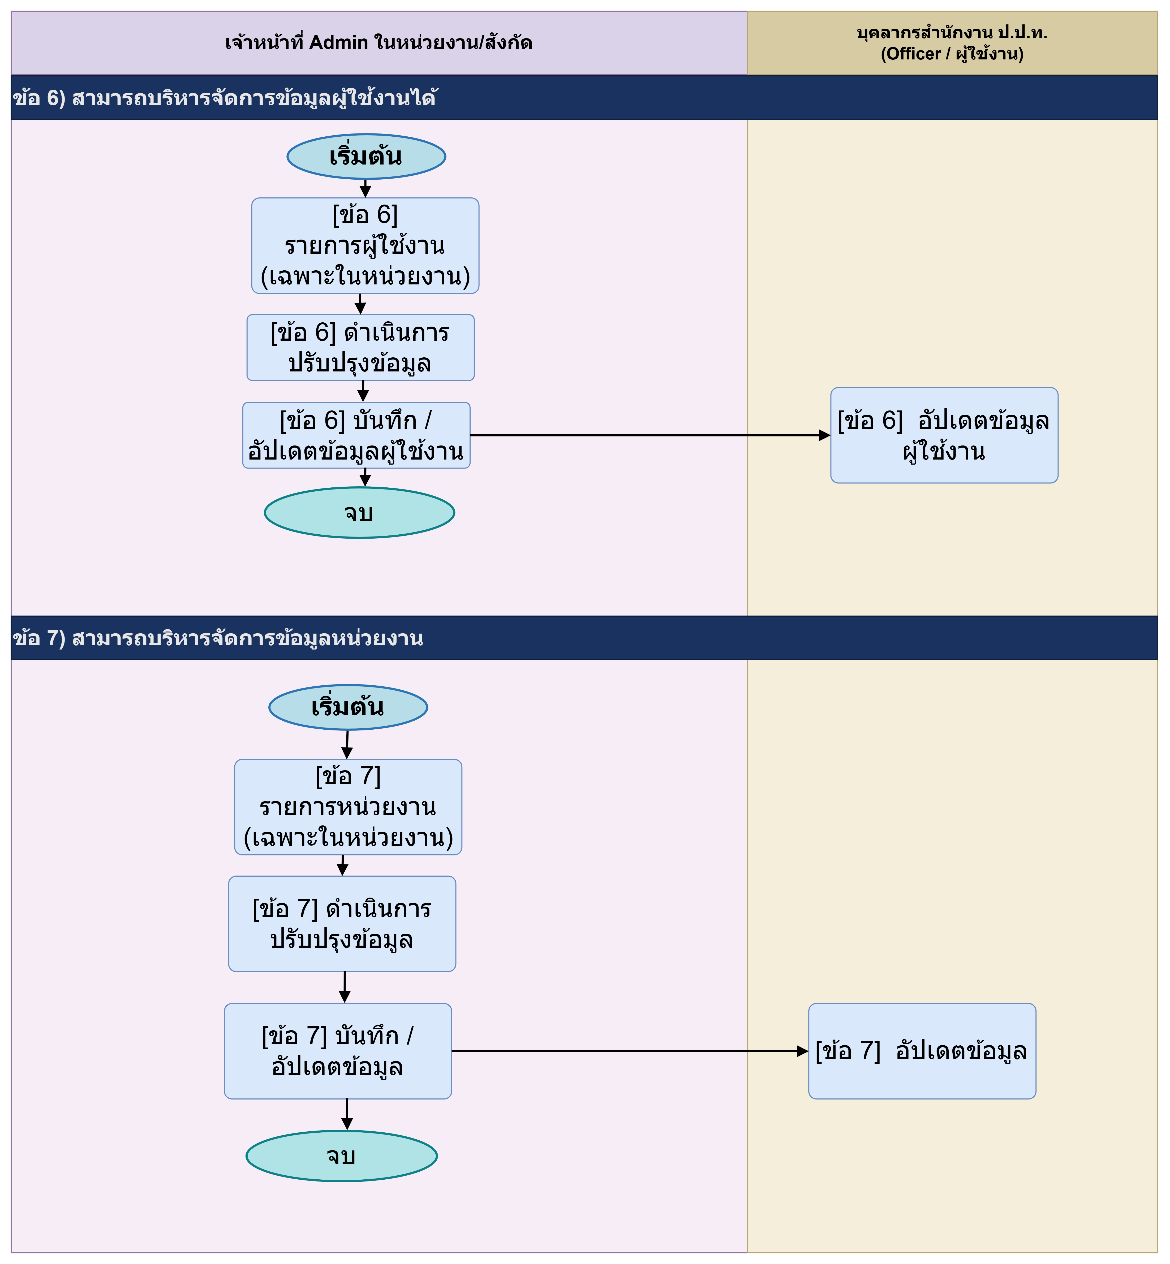 เจ้าหน้าที่ Admin ในหน่วยงาน/สังกัด
บุคลากรสำนักงาน ป.ป.ท.
(Officer / ผู้ใช้งาน)
ข้อ 6) สามารถบริหารจัดการข้อมูลผู้ใช้งานได้
เริ่มต้น
[ข้อ 6]
รายการผู้ใช้งาน
(เฉพาะในหน่วยงาน)
[ข้อ 6] ดำเนินการ
ปรับปรุงข้อมูล
[ข้อ 6] บันทึก /
อัปเดตข้อมูลผู้ใช้งาน
[ข้อ 6]  อัปเดตข้อมูล
ผู้ใช้งาน
จบ
ข้อ 7) สามารถบริหารจัดการข้อมูลหน่วยงาน
เริ่มต้น
[ข้อ 7]
รายการหน่วยงาน
(เฉพาะในหน่วยงาน)
[ข้อ 7] ดำเนินการ
ปรับปรุงข้อมูล
[ข้อ 7] บันทึก /
อัปเดตข้อมูล
[ข้อ 7]  อัปเดตข้อมูล
จบ